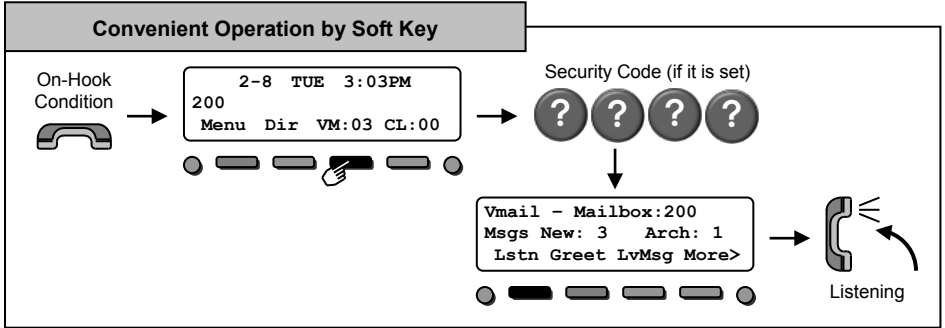 Convenient Operation by Soft Key
On-Hook
Condition
2-8 TUE 3:03PM
200
Menu Dir VM:03 CL:00
Security Code (if it is set)
? ? ? ?
Vmail – Mailbox:200
Msgs New: 3 Arch: 1
Lstn Greet LvMsg More>
Listening